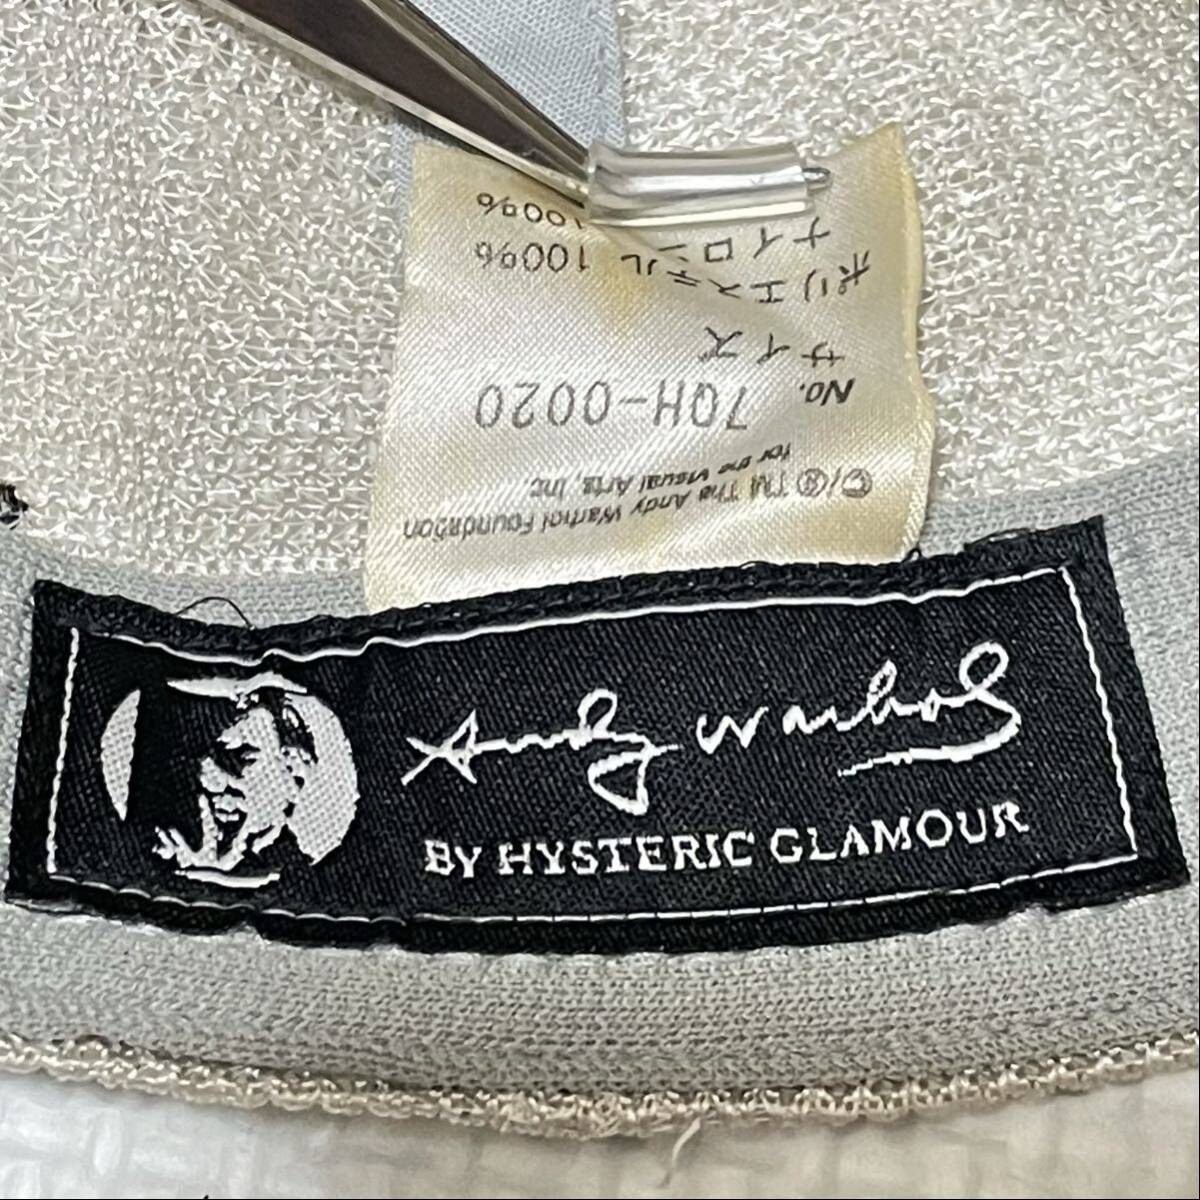 ©/® TM The Andy Warhol Foundation
for the Visual Arts, Inc.
No. 7QH-0020
サイズ
ポリエステル 100%
ナイロン 100%
Andy Warhol
BY HYSTERIC GLAMOUR